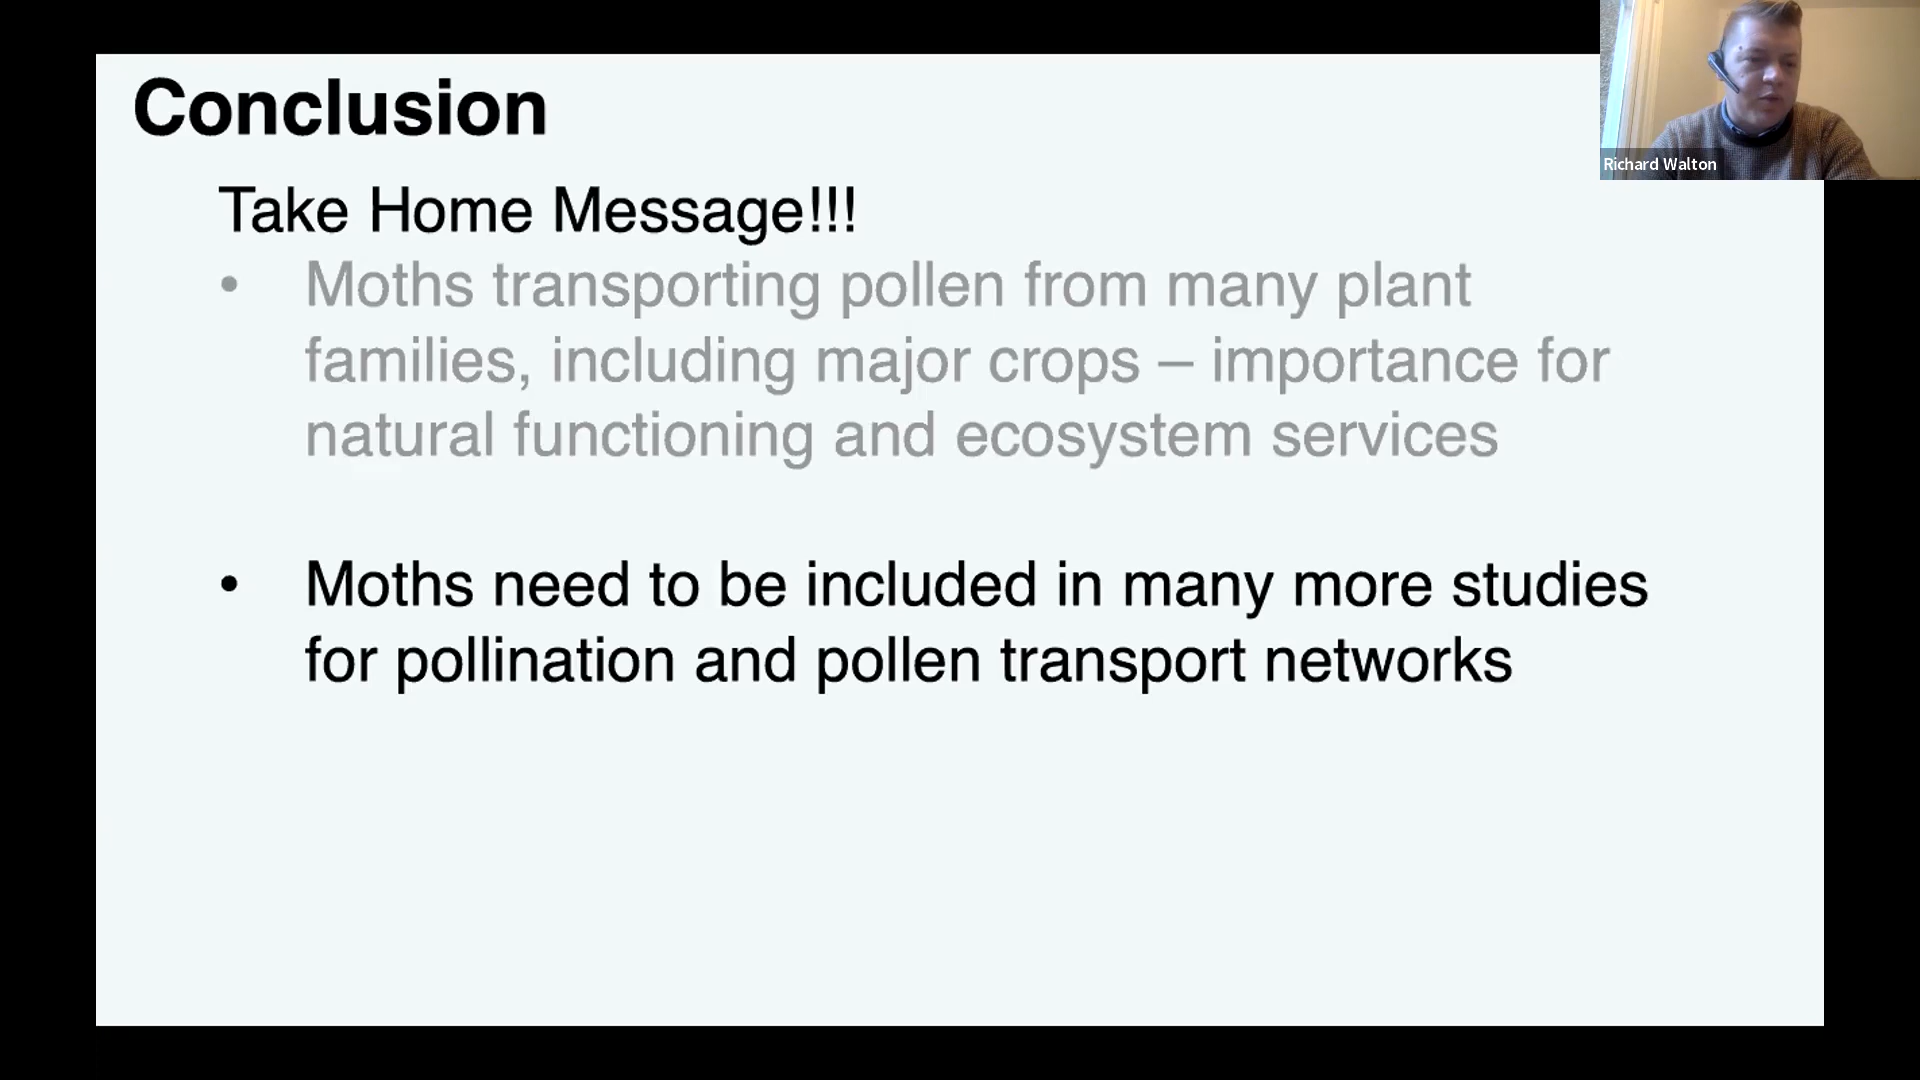 Conclusion
Richard Walton
Take Home Message!!!
• Moths transporting pollen from many plant
families, including major crops – importance for
natural functioning and ecosystem services
• Moths need to be included in many more studies
for pollination and pollen transport networks